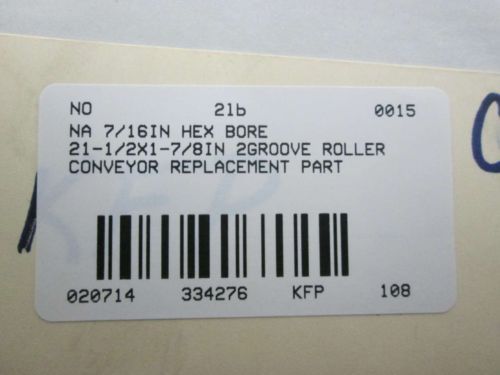 NO 2lb 0015
NA 7/16IN HEX BORE
21-1/2X1-7/8IN 2GROOVE ROLLER
CONVEYOR REPLACEMENT PART
020714 334276 KFP 108